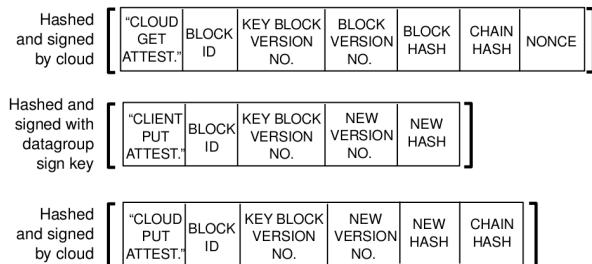 Hashed
and signed
by cloud
“CLOUD
GET
ATTEST.”
BLOCK
ID
KEY BLOCK
VERSION
NO.
BLOCK
VERSION
NO.
BLOCK
HASH
CHAIN
HASH
NONCE
Hashed and
signed with
datagroup
sign key
“CLIENT
PUT
ATTEST.”
BLOCK
ID
KEY BLOCK
VERSION
NO.
NEW
VERSION
NO.
NEW
HASH
Hashed
and signed
by cloud
“CLOUD
PUT
ATTEST.”
BLOCK
ID
KEY BLOCK
VERSION
NO.
NEW
VERSION
NO.
NEW
HASH
CHAIN
HASH